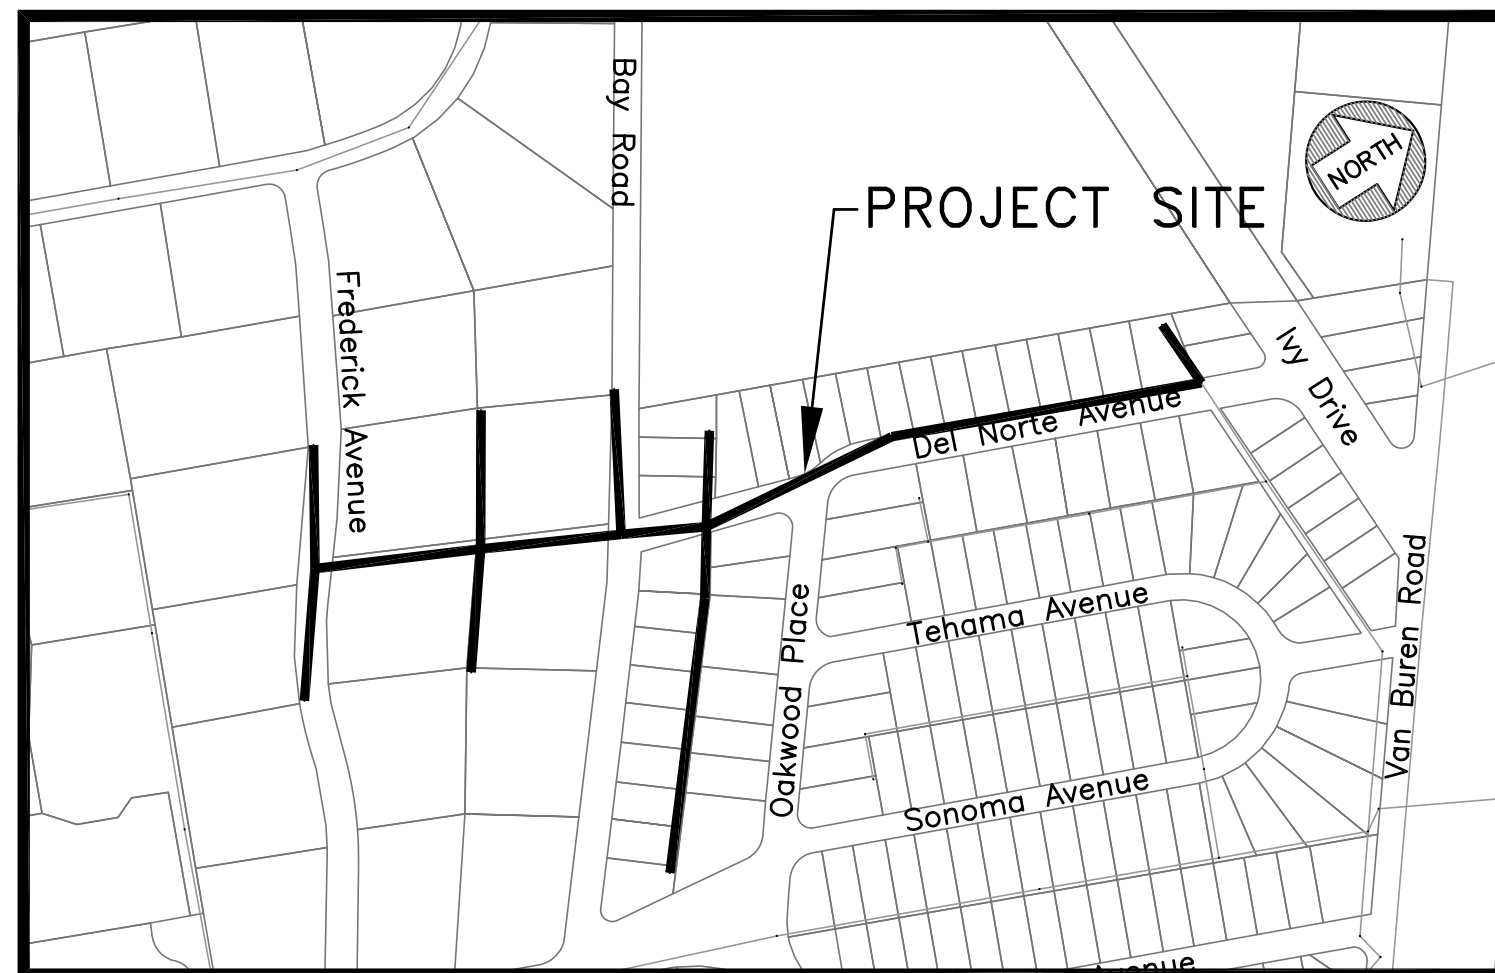 Bay Road
NORTH
PROJECT SITE
Frederick Avenue
Ivy Drive
Del Norte Avenue
Van Buren Road
Tehama Avenue
Oakwood Place
Sonoma Avenue
Avenue